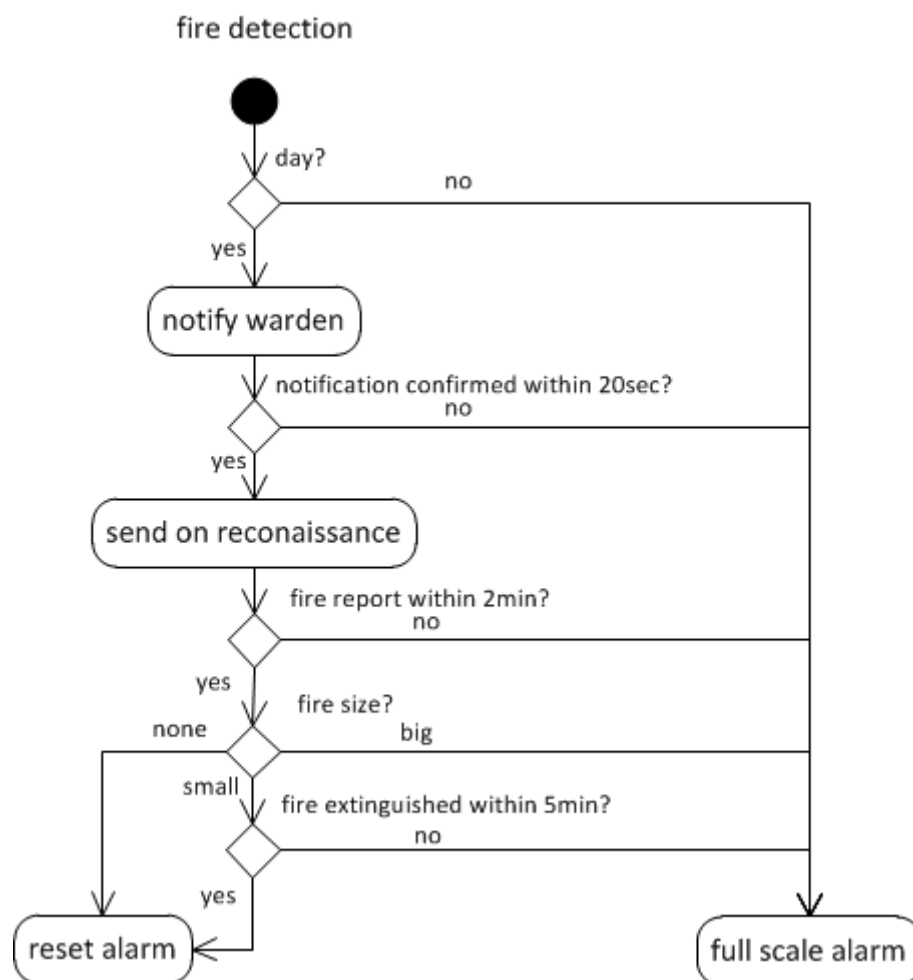 fire detection
day?
no
yes
notify warden
notification confirmed within 20sec?
no
yes
send on reconaissance
fire report within 2min?
no
yes
fire size?
none
big
small
fire extinguished within 5min?
no
yes
reset alarm
full scale alarm